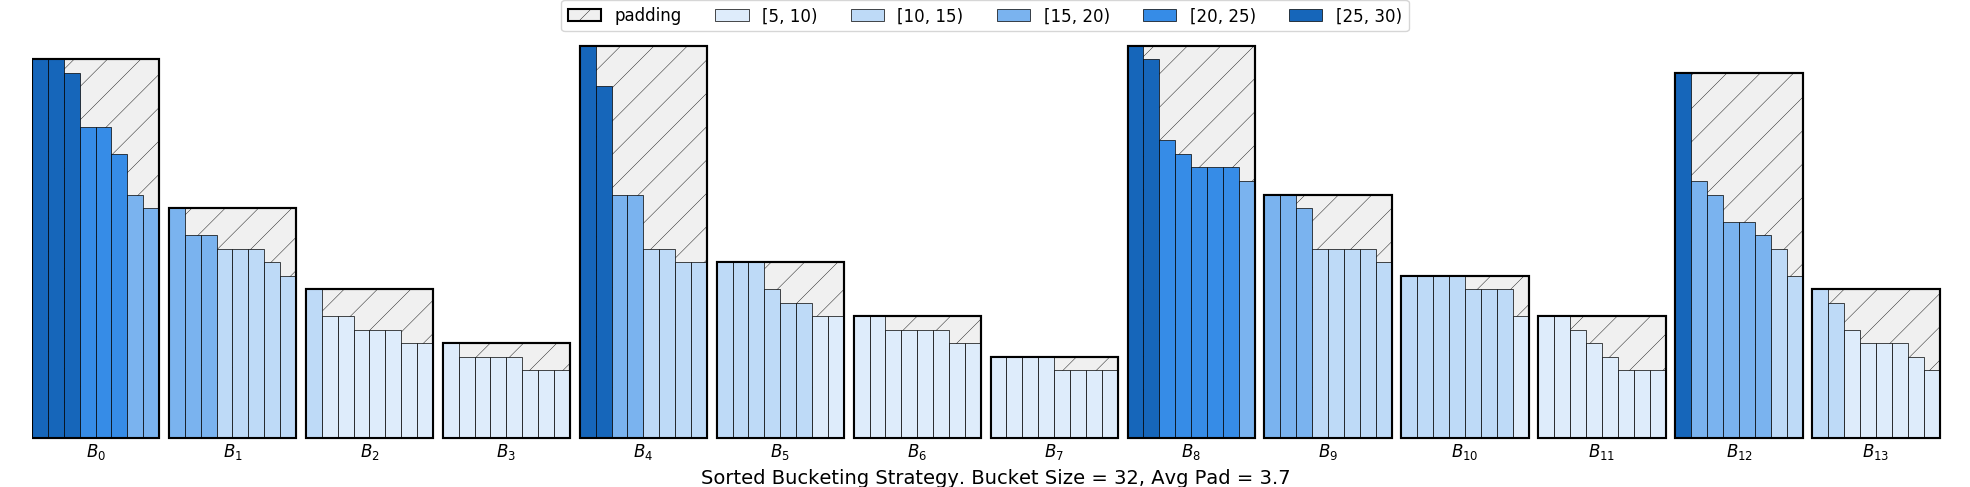 padding [5, 10) [10, 15) [15, 20) [20, 25) [25, 30)
B0 B1 B2 B3 B4 B5 B6 B7 B8 B9 B10 B11 B12 B13
Sorted Bucketing Strategy. Bucket Size = 32, Avg Pad = 3.7